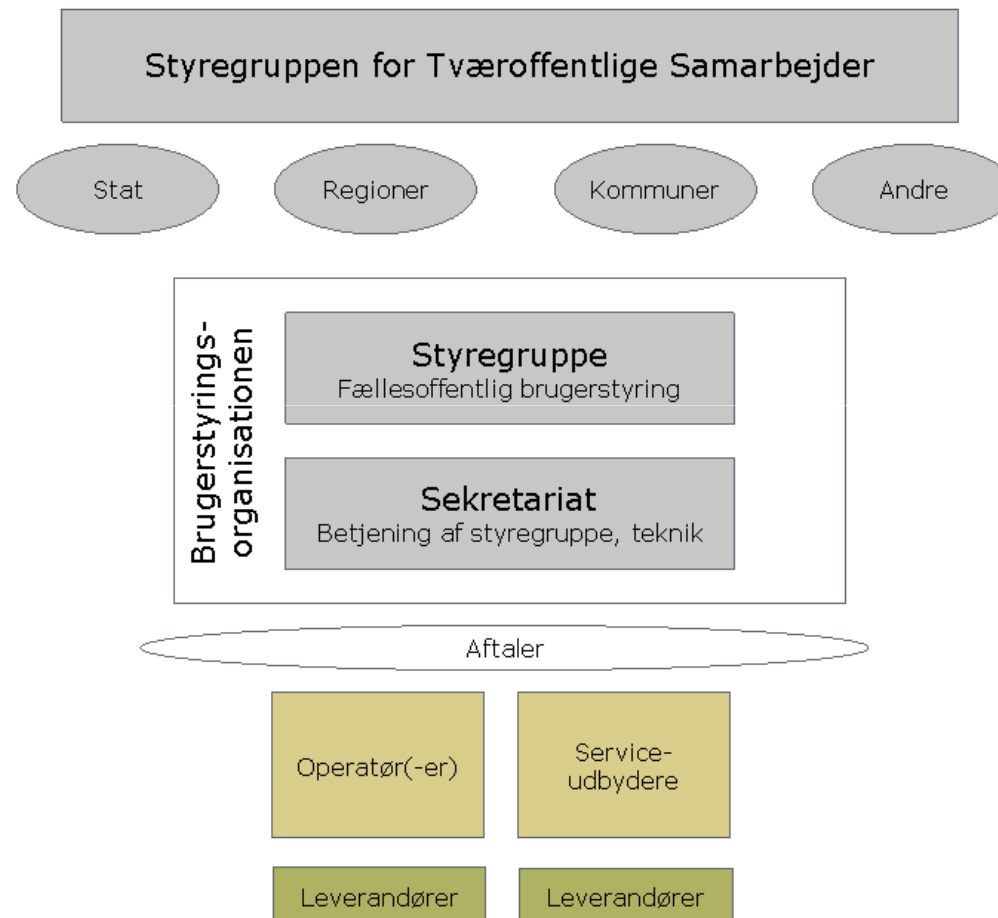 Styregruppen for Tværoffentlige Samarbejder
Stat
Regioner
Kommuner
Andre
Brugerstyrings-
organisationen
Styregruppe
Fællesoffentlig brugerstyring
Sekretariat
Betjening af styregruppe, teknik
Aftaler
Operatør(-er)
Service-
udbydere
Leverandører
Leverandører